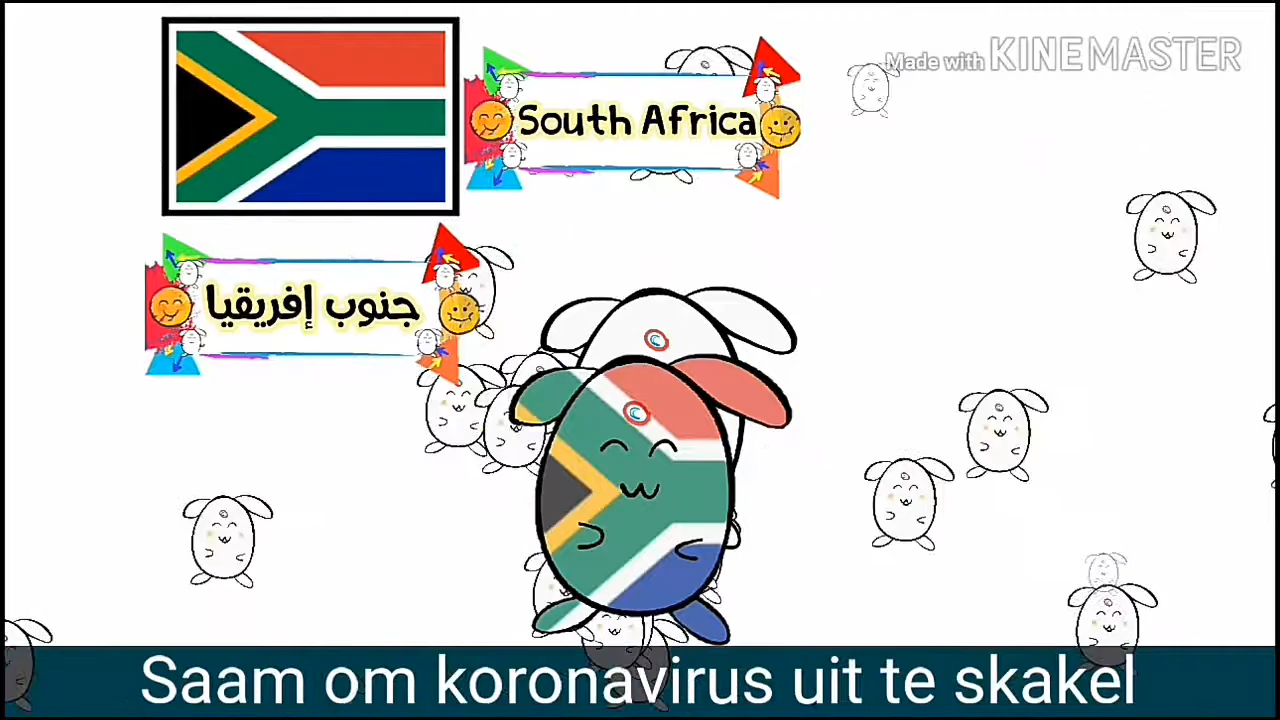 Made with KINEMASTER
South Africa
جنوب إفريقيا
Saam om koronavirus uit te skakel